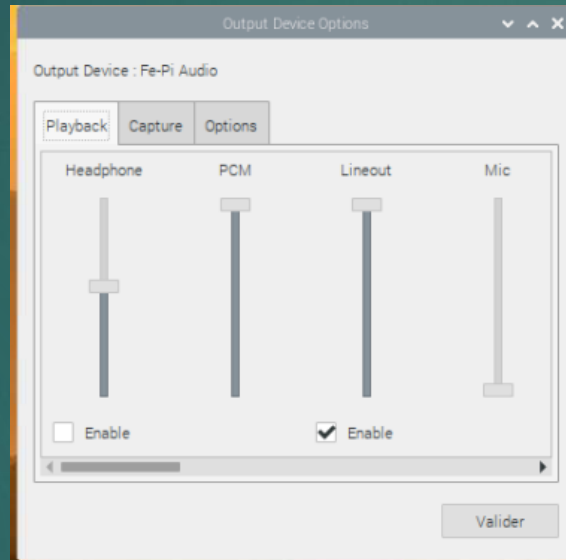 Output Device Options
Output Device : Fe-Pi Audio
Playback Capture Options
Headphone PCM Lineout Mic
Enable Enable
Valider